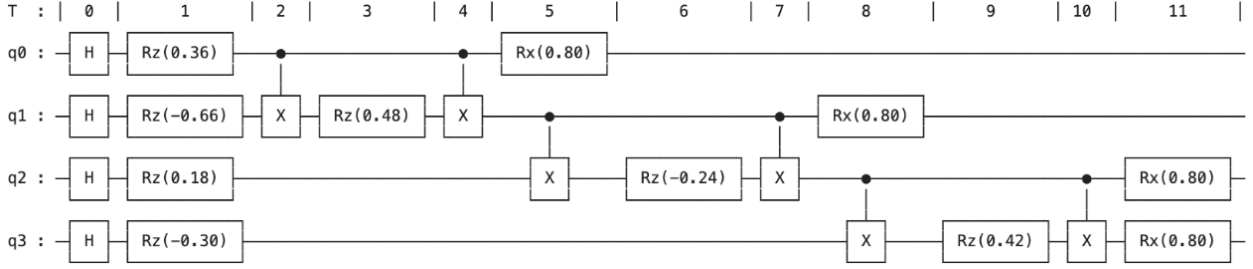 T : | 0 | 1 | 2 | 3 | 4 | 5 | 6 | 7 | 8 | 9 | 10 | 11 |
q0 : H Rz(0.36) Rx(0.80)
q1 : H Rz(-0.66) X Rz(0.48) X Rx(0.80)
q2 : H Rz(0.18) X Rz(-0.24) X Rx(0.80)
q3 : H Rz(-0.30) X Rz(0.42) X Rx(0.80)